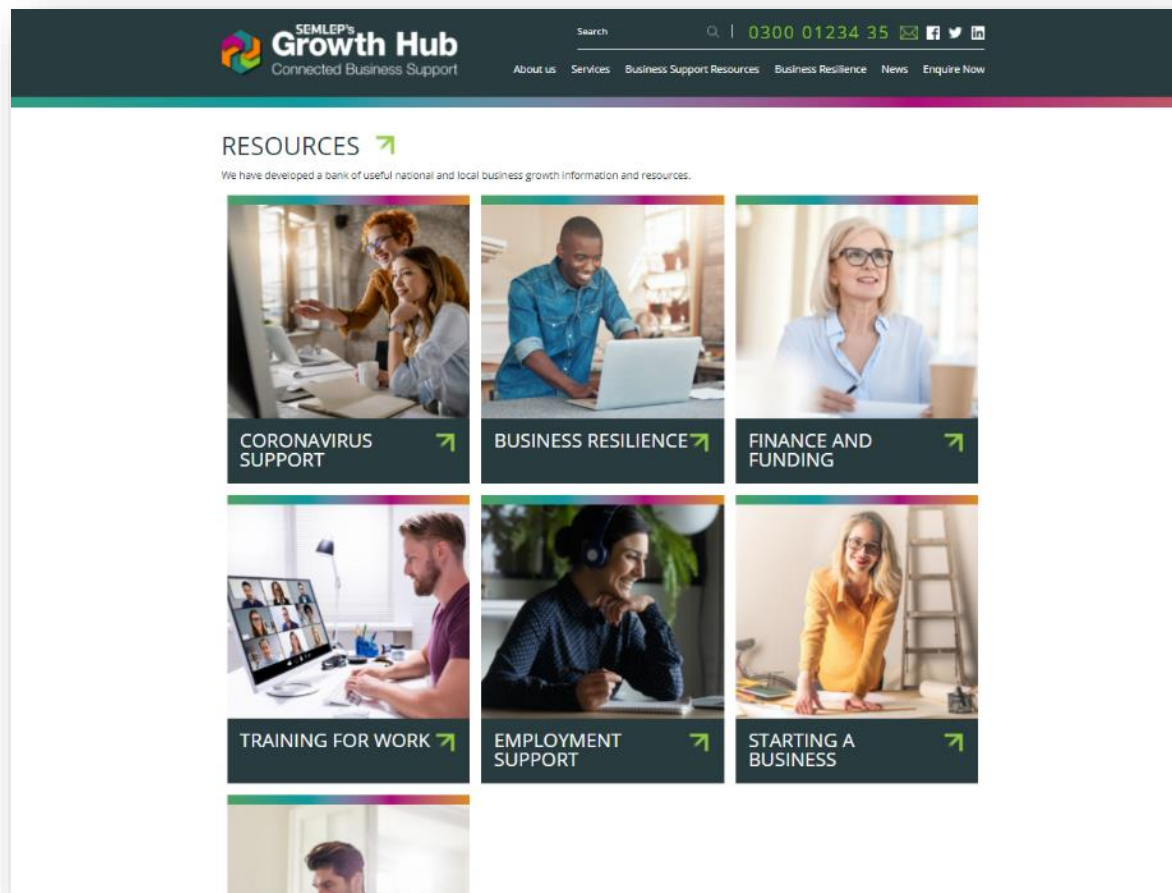 SEMLEP's
Growth Hub
Connected Business Support
Search
0300 01234 35
About us Services Business Support Resources Business Resilience News Enquire Now
RESOURCES
We have developed a bank of useful national and local business growth information and resources.
CORONAVIRUS
SUPPORT
BUSINESS RESILIENCE
FINANCE AND
FUNDING
TRAINING FOR WORK
EMPLOYMENT
SUPPORT
STARTING A
BUSINESS